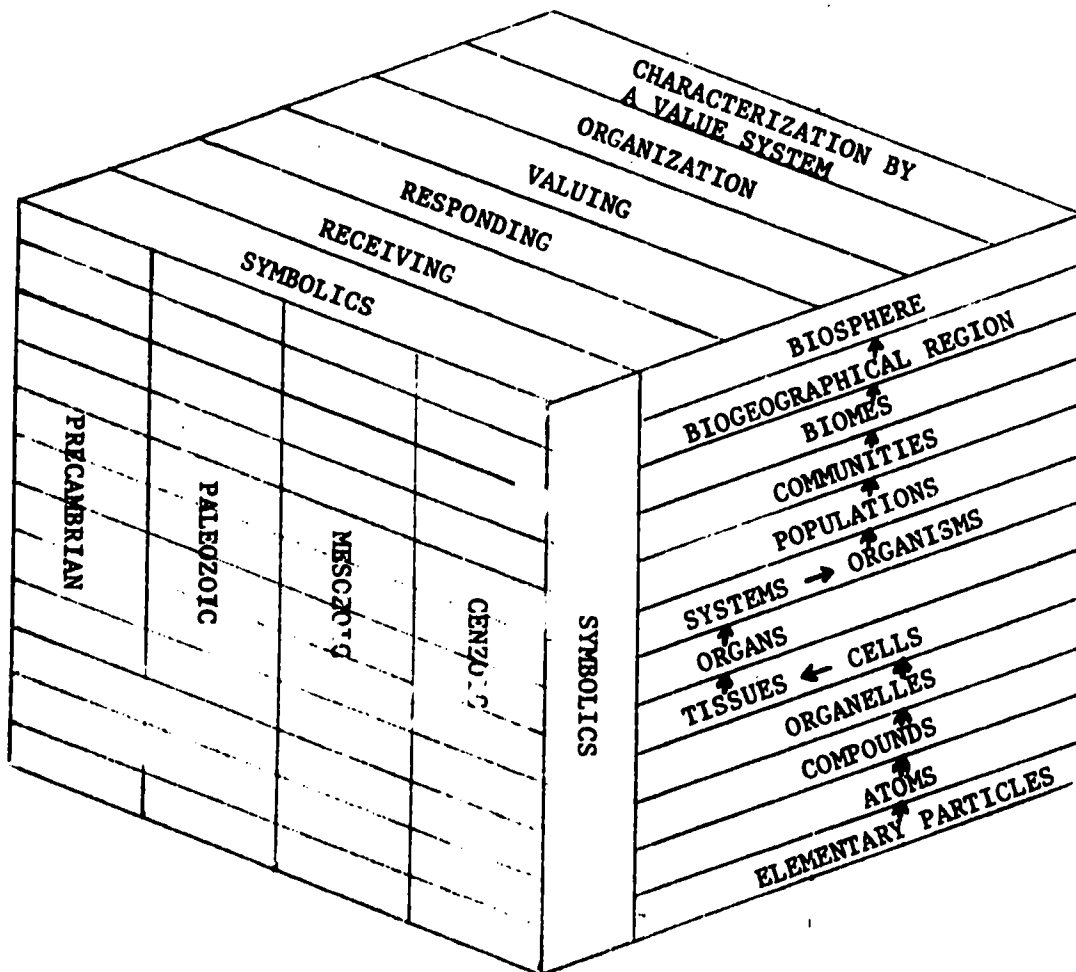 CHARACTERIZATION BY
A VALUE SYSTEM
ORGANIZATION
VALUING
RESPONDING
RECEIVING
SYMBOLICS
PRECAMBRIAN
PALEOZOIC
SYMBOLICS
BIOSPHERE
BIOGEOGRAPHICAL REGION
BIOMES
COMMUNITIES
POPULATIONS
SYSTEMS → ORGANISMS
ORGANS
TISSUES ← CELLS
ORGANELLES
COMPOUNDS
ATOMS
ELEMENTARY PARTICLES